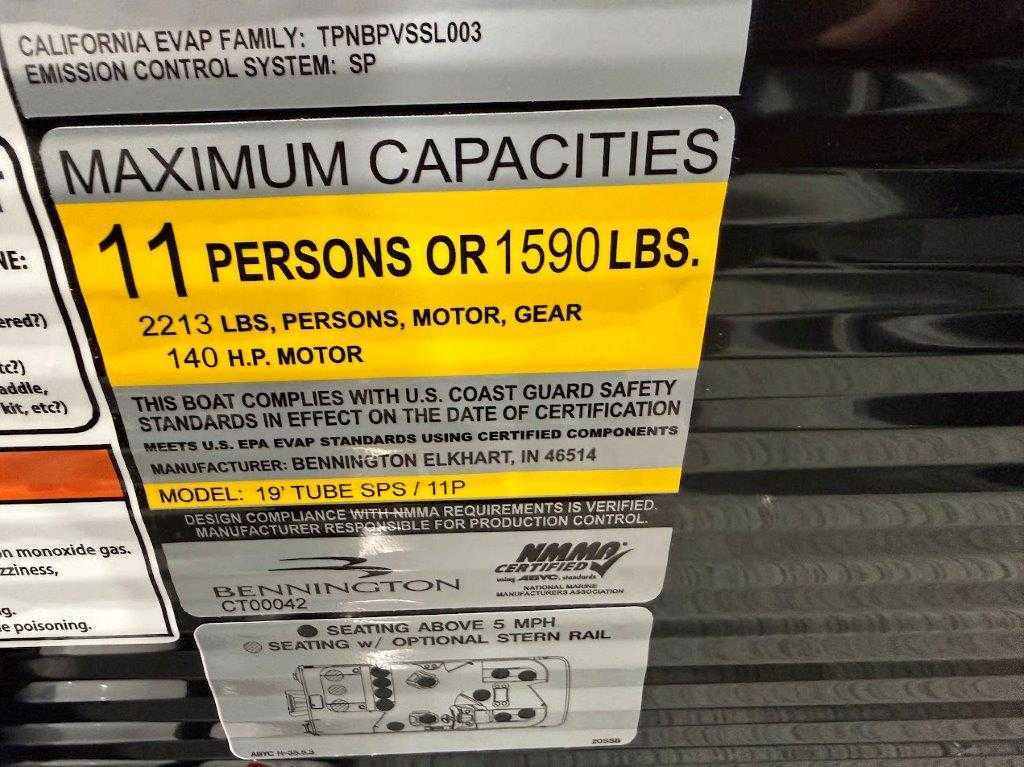 CALIFORNIA EVAP FAMILY: TPNBPVSSL003
EMISSION CONTROL SYSTEM: SP
MAXIMUM CAPACITIES
11 PERSONS OR 1590 LBS.
2213 LBS, PERSONS, MOTOR, GEAR
140 H.P. MOTOR
THIS BOAT COMPLIES WITH U.S. COAST GUARD SAFETY
STANDARDS IN EFFECT ON THE DATE OF CERTIFICATION
MEETS U.S. EPA EVAP STANDARDS USING CERTIFIED COMPONENTS
MANUFACTURER: BENNINGTON ELKHART, IN 46514
MODEL: 19' TUBE SPS / 11P
DESIGN COMPLIANCE WITH NMMA REQUIREMENTS IS VERIFIED.
MANUFACTURER RESPONSIBLE FOR PRODUCTION CONTROL.
BENNINGTON
CT00042
NMMA
CERTIFIED
using ABYC. standards
NATIONAL MARINE
MANUFACTURERS ASSOCIATION
SEATING ABOVE 5 MPH
SEATING W/ OPTIONAL STERN RAIL
ABYC H-35.5.3
20SSB
NE:
ered?)
tc?)
addle,
kit, etc?)
n monoxide gas.
zziness,
g.
e poisoning.